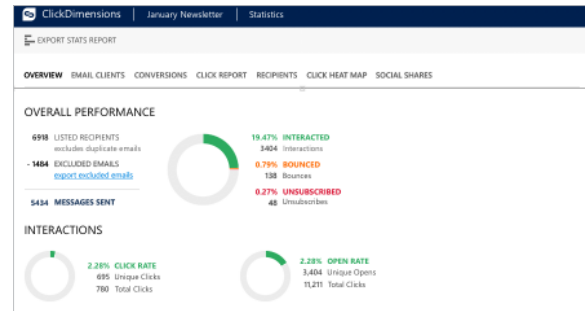 ClickDimensions | January Newsletter | Statistics
EXPORT STATS REPORT
OVERVIEW EMAIL CLIENTS CONVERSIONS CLICK REPORT RECIPIENTS CLICK HEAT MAP SOCIAL SHARES
OVERALL PERFORMANCE
6918 LISTED RECIPIENTS
excludes duplicate emails
- 1484 EXCLUDED EMAILS
export excluded emails
5434 MESSAGES SENT
19.47% INTERACTED
3404 Interactions
0.79% BOUNCED
138 Bounces
0.27% UNSUBSCRIBED
48 Unsubscribes
INTERACTIONS
2.28% CLICK RATE
695 Unique Clicks
780 Total Clicks
2.28% OPEN RATE
3,404 Unique Opens
11,211 Total Clicks